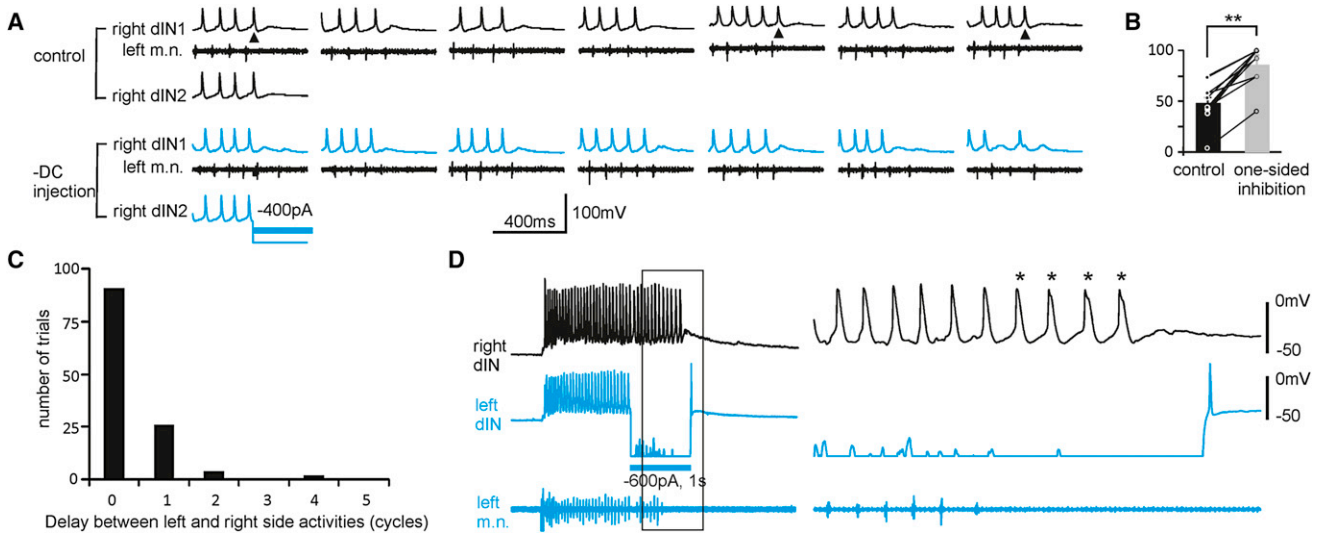 A
control
right dIN1
left m.n.
right dIN2
-DC
injection
right dIN1
left m.n.
right dIN2
-400pA
400ms
100mV
B
**
100
50
0
control
one-sided
inhibition
C
number of trials
100
75
50
25
0
0 1 2 3 4 5
Delay between left and right side activities (cycles)
D
right
dIN
left
dIN
-600pA, 1s
left
m.n.
* * * *
0mV
-50
0mV
-50